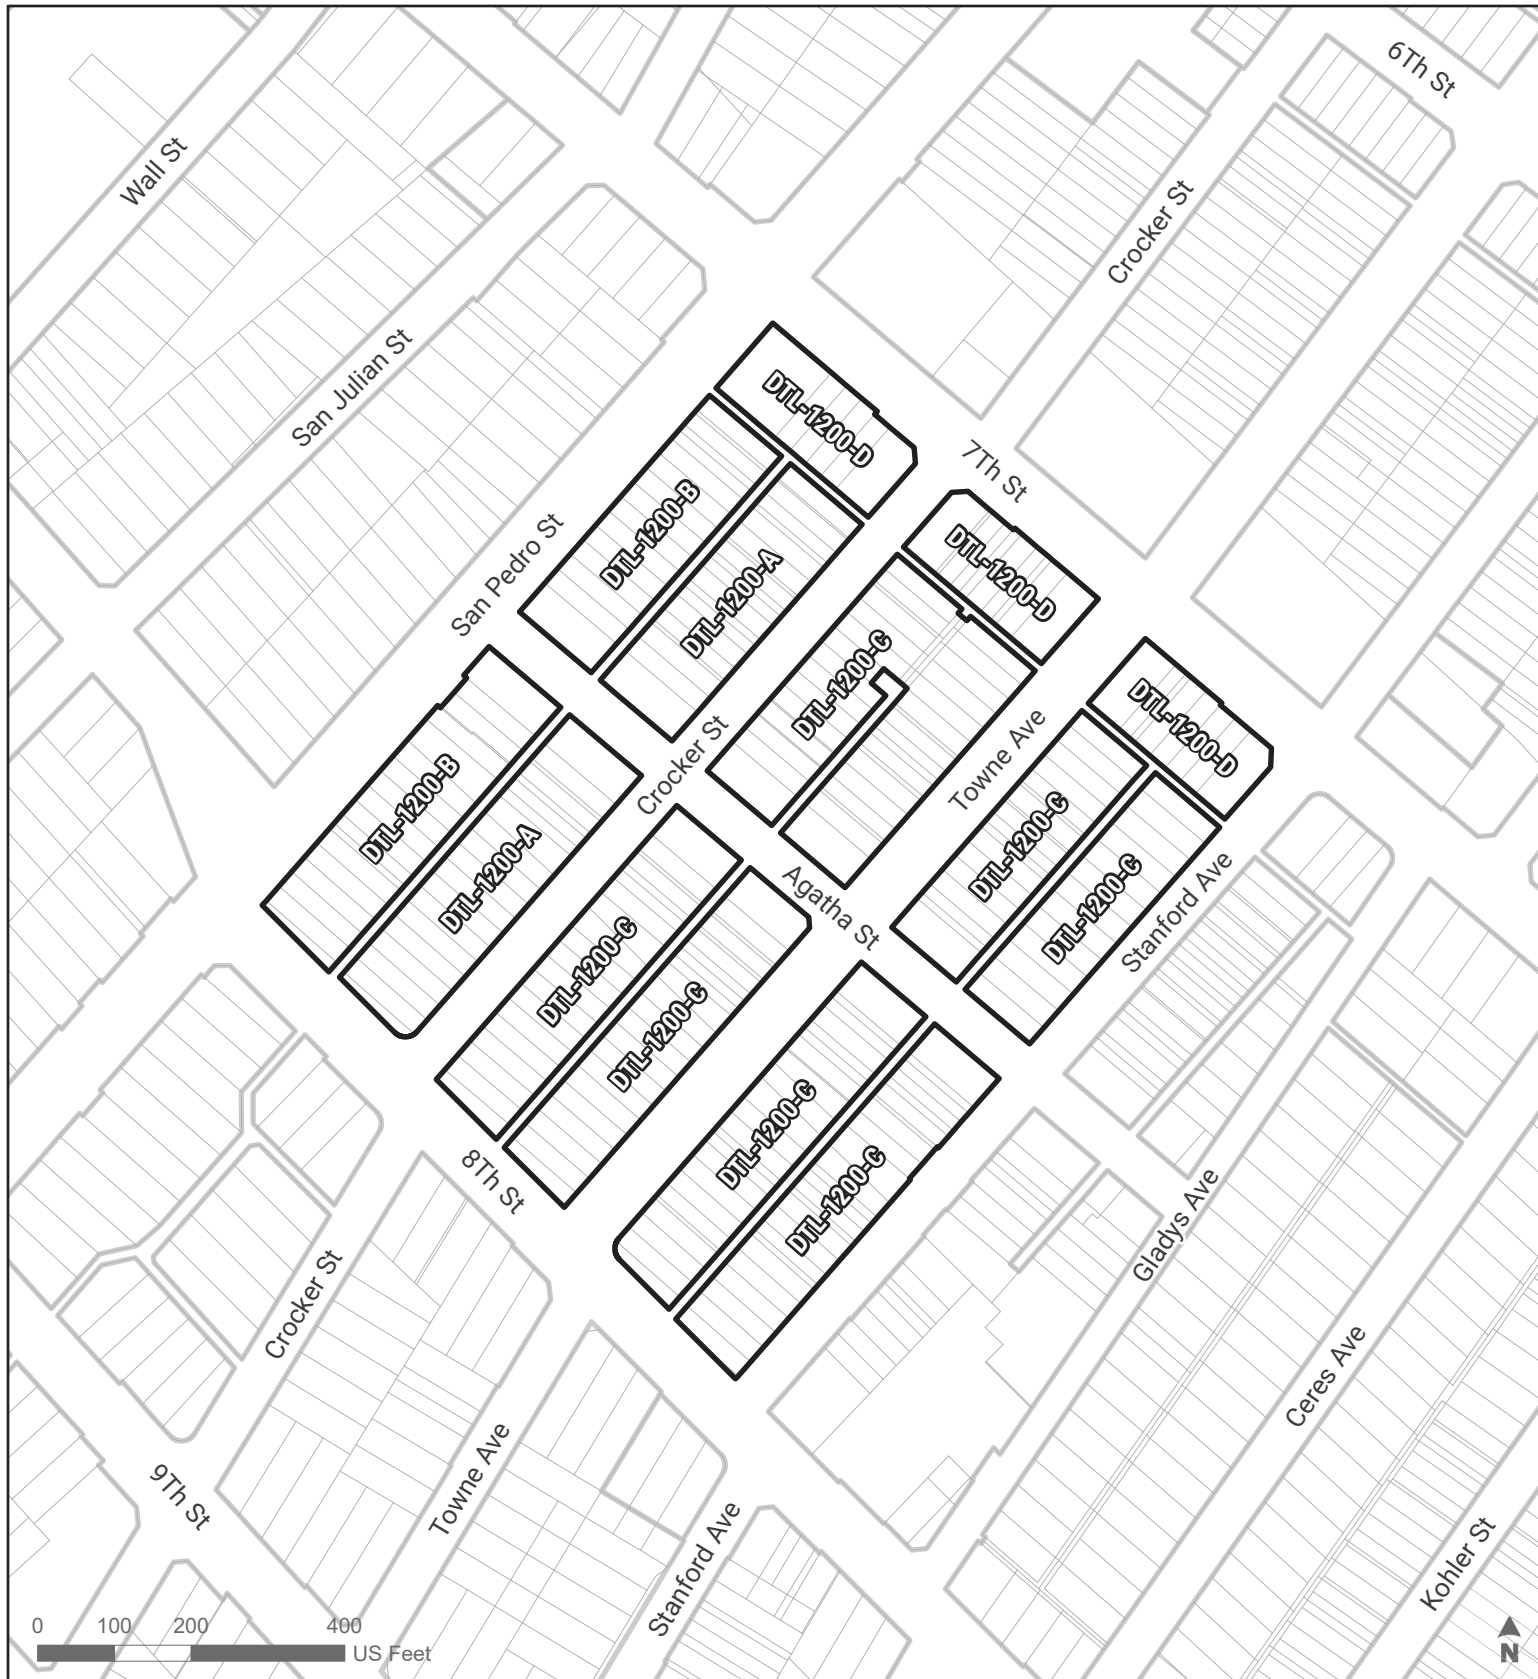 6Th St
Wall St
Crocker St
San Julian St
DTL-1200-D
7Th St
DTL-1200-B
San Pedro St
DTL-1200-A
DTL-1200-D
DTL-1200-C
DTL-1200-D
Towne Ave
Crocker St
DTL-1200-B
DTL-1200-A
DTL-1200-C
DTL-1200-C
Agatha St
Stanford Ave
DTL-1200-C
DTL-1200-C
DTL-1200-C
DTL-1200-C
8Th St
Gladys Ave
Crocker St
Ceres Ave
9Th St
Towne Ave
Stanford Ave
Kohler St
0 100 200 400
US Feet
N